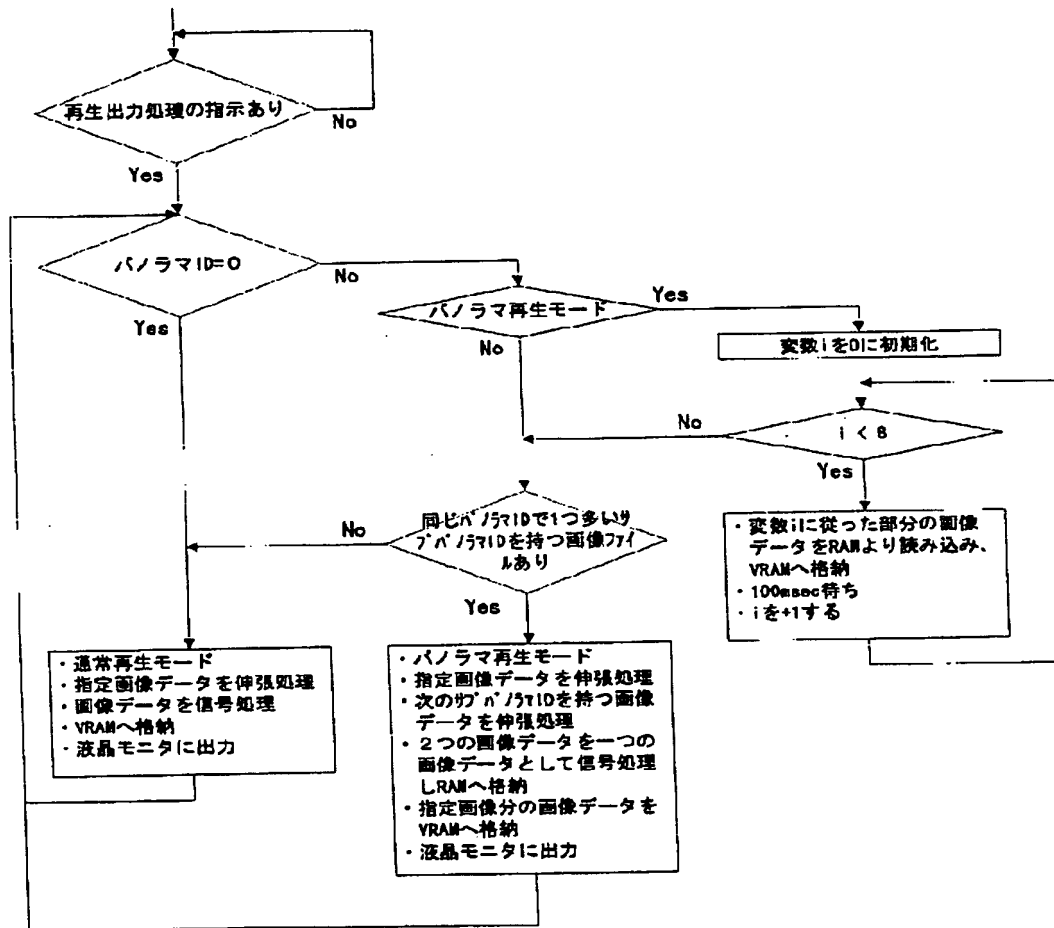 再生出力処理の指示あり
No
Yes
パノラマID=0
No
Yes
パノラマ再生モード
Yes
No
変数iを0に初期化
i < 8
No
Yes
・変数iに従った部分の画像
データをRAMより読み込み、
VRAMへ格納
・100msec待ち
・iを+1する
同じパノラマIDで1つ多いサ
ブパノラマIDを持つ画像ファイ
ルあり
No
Yes
・通常再生モード
・指定画像データを伸張処理
・画像データを信号処理
・VRAMへ格納
・液晶モニタに出力
・パノラマ再生モード
・指定画像データを伸張処理
・次のサブパノラマIDを持つ画像
データを伸張処理
・２つの画像データを一つの
画像データとして信号処理
しRAMへ格納
・指定画像分の画像データを
VRAMへ格納
・液晶モニタに出力